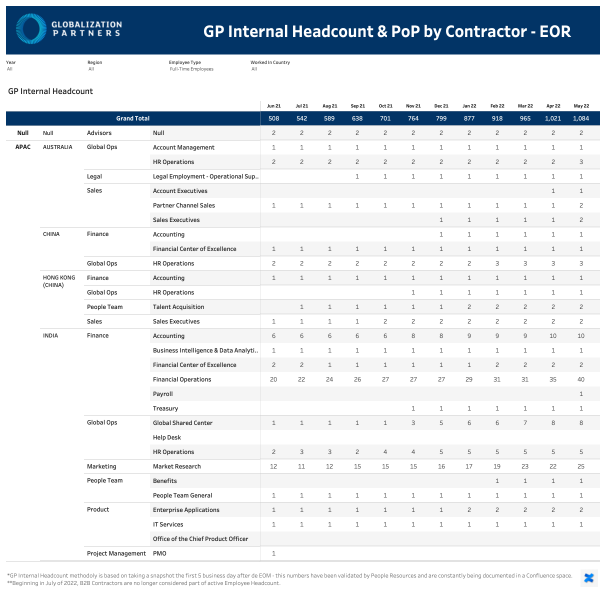 GLOBALIZATION
PARTNERS
GP Internal Headcount & PoP by Contractor - EOR
Year Region Employee Type Worked In Country
All All Full-Time Employees All
GP Internal Headcount
Jun 21 Jul 21 Aug 21 Sep 21 Oct 21 Nov 21 Dec 21 Jan 22 Feb 22 Mar 22 Apr 22 May 22
Grand Total 508 542 589 638 701 764 799 877 918 965 1,021 1,084
Null Null Advisors Null 2 2 2 2 2 2 2 2 2 2 2 2
APAC AUSTRALIA Global Ops Account Management 1 1 1 1 1 1 1 1 1 1 1 1
HR Operations 2 2 2 2 2 2 2 2 2 2 2 3
Legal Legal Employment - Operational Sup.. 1 1 1 1 1 1 1 1 1
Sales Account Executives 1 1
Partner Channel Sales 1 1 1 1 1 1 1 1 1 1 1 2
Sales Executives 1 1 1 1 1 2
CHINA Finance Accounting 1 1 1 1 1 1
Financial Center of Excellence 1 1 1 1 1 1 1 1 1 1 1 1
Global Ops HR Operations 2 2 2 2 2 2 2 2 3 3 3 3
HONG KONG (CHINA) Finance Accounting 1 1 1 1 1 1 1 1 1 1 1 1
Global Ops HR Operations 1 1 1 1 1 1 1
People Team Talent Acquisition 1 1 1 1 1 1 2 2 2 2 2
Sales Sales Executives 1 1 1 1 2 2 2 2 2 2 2 2
INDIA Finance Accounting 6 6 6 6 6 8 8 9 9 9 10 10
Business Intelligence & Data Analyti.. 1 1 1 1 1 1 1 1 1 1 1 1
Financial Center of Excellence 2 2 1 1 1 1 1 1 2 2 2 2
Financial Operations 20 22 24 26 27 27 27 29 31 31 35 40
Payroll 1
Treasury 1 1 1 1 1 1 1
Global Ops Global Shared Center 1 1 1 1 1 3 5 6 6 7 8 8
Help Desk
HR Operations 2 3 3 2 4 4 5 5 5 5 5 5
Marketing Market Research 12 11 12 15 15 15 16 17 19 23 22 25
People Team Benefits 1 1 1 1
People Team General 1 1 1 1 1 1 1 1 1 1 1 1
Product Enterprise Applications 1 1 1 1 1 1 1 2 2 2 2 2
IT Services 1 1 1 1 1 1 1 1 1 1 1 1
Office of the Chief Product Officer
Project Management PMO 1
*GP Internal Headcount methodoly is based on taking a snapshot the first 5 business day after de EOM - this numbers have been validated by People Resources and are constantly being documented in a Confluence space.
**Beginning in July of 2022, B2B Contractors are no longer considered part of active Employee Headcount.